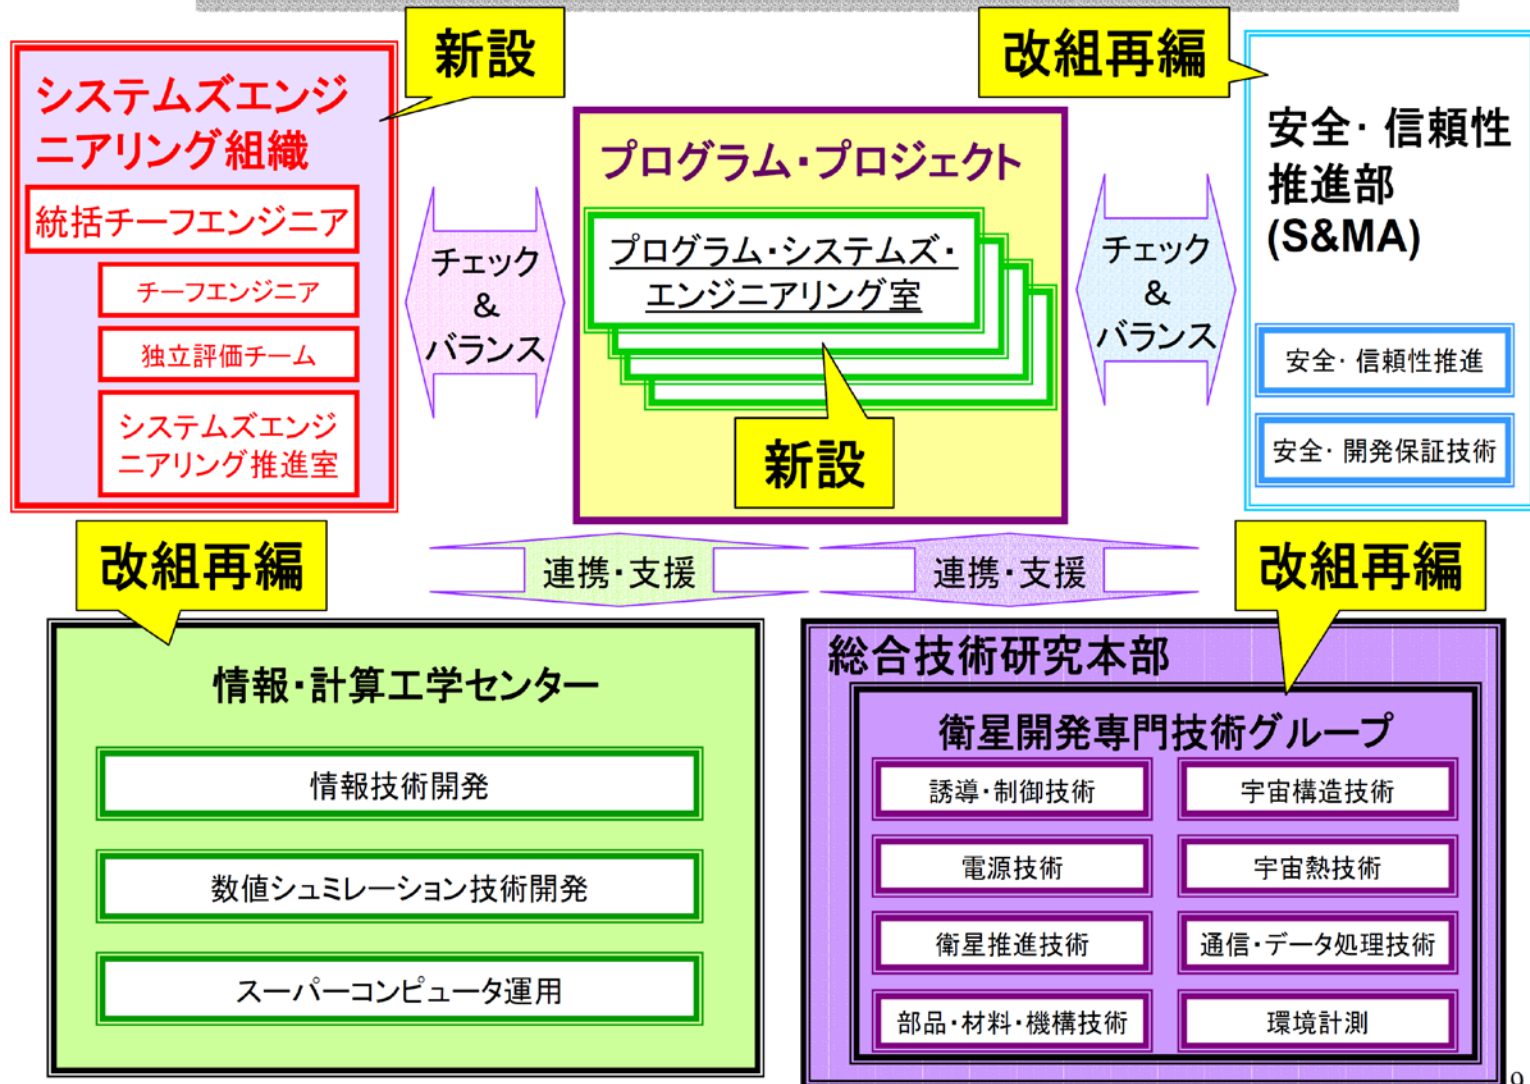 新設
改組再編
システムズエンジ
ニアリング組織
統括チーフエンジニア
チーフエンジニア
独立評価チーム
システムズエンジ
ニアリング推進室
チェック
&
バランス
プログラム・プロジェクト
プログラム・システムズ・
エンジニアリング室
新設
チェック
&
バランス
安全・信頼性
推進部
(S&MA)
安全・信頼性推進
安全・開発保証技術
改組再編
連携・支援
連携・支援
改組再編
情報・計算工学センター
情報技術開発
数値シュミレーション技術開発
スーパーコンピュータ運用
総合技術研究本部
衛星開発専門技術グループ
誘導・制御技術
宇宙構造技術
電源技術
宇宙熱技術
衛星推進技術
通信・データ処理技術
部品・材料・機構技術
環境計測
9